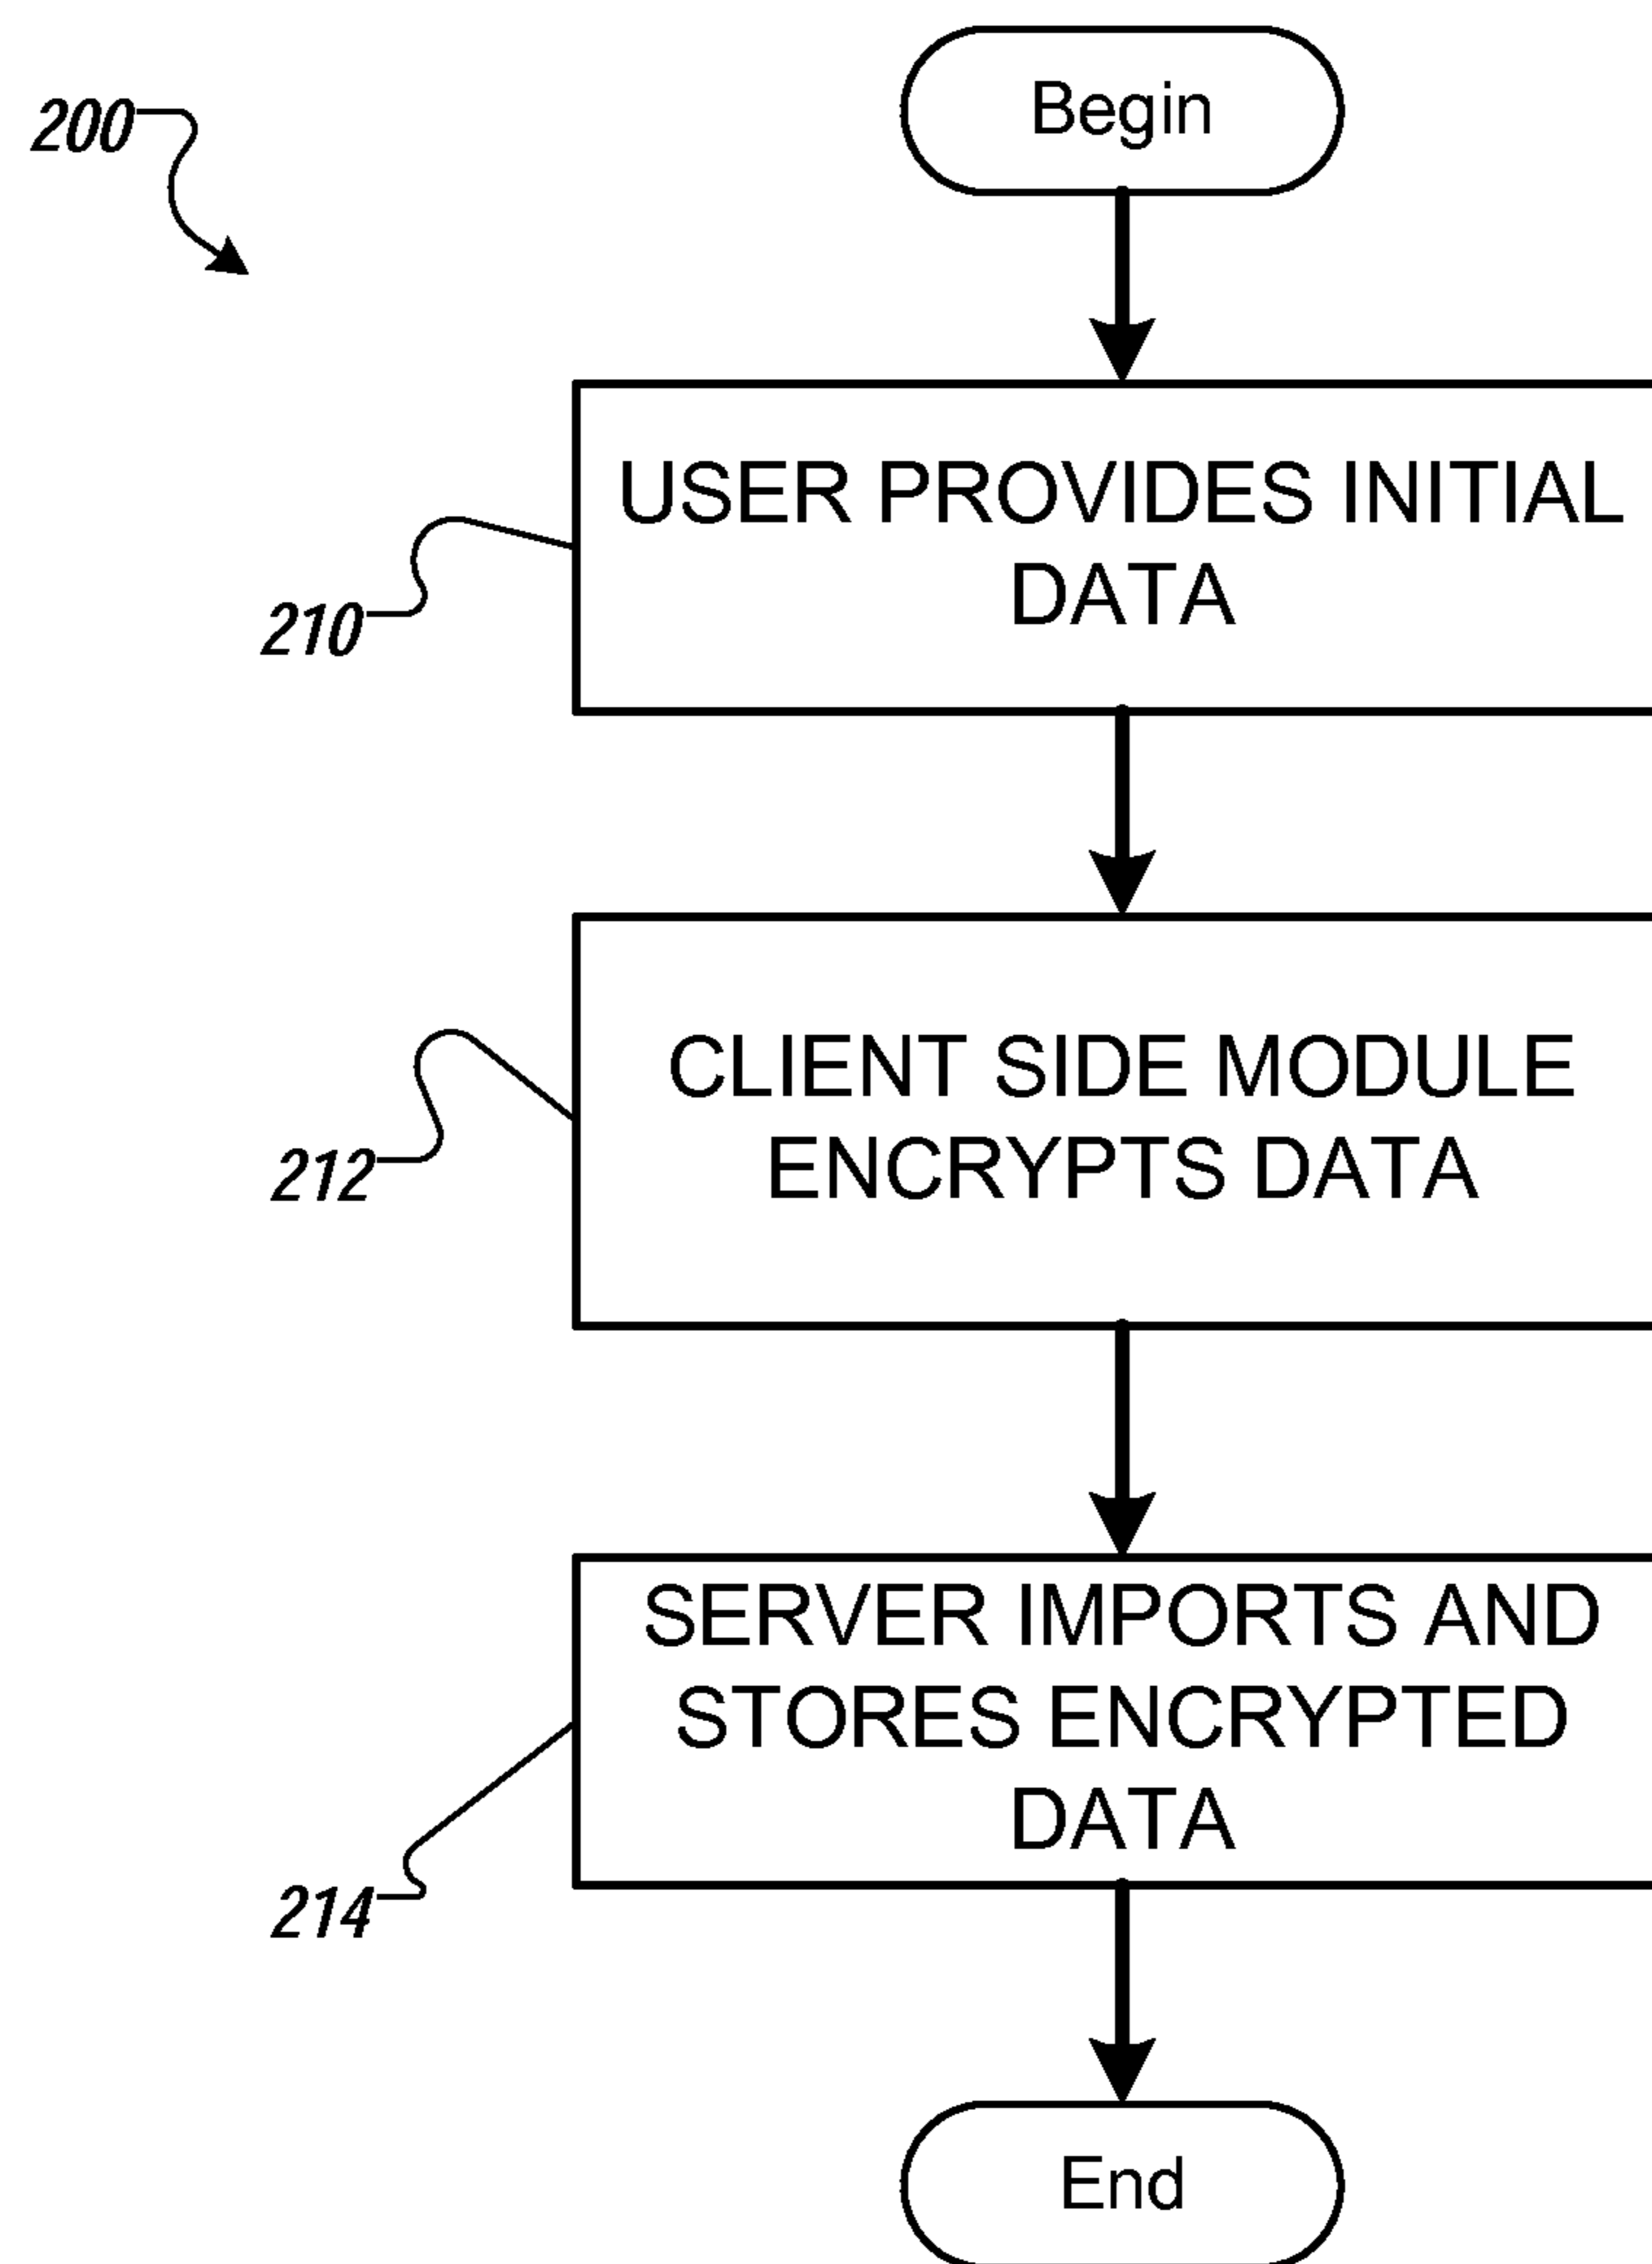 200
Begin
USER PROVIDES INITIAL
DATA
210
CLIENT SIDE MODULE
ENCRYPTS DATA
212
SERVER IMPORTS AND
STORES ENCRYPTED
DATA
214
End